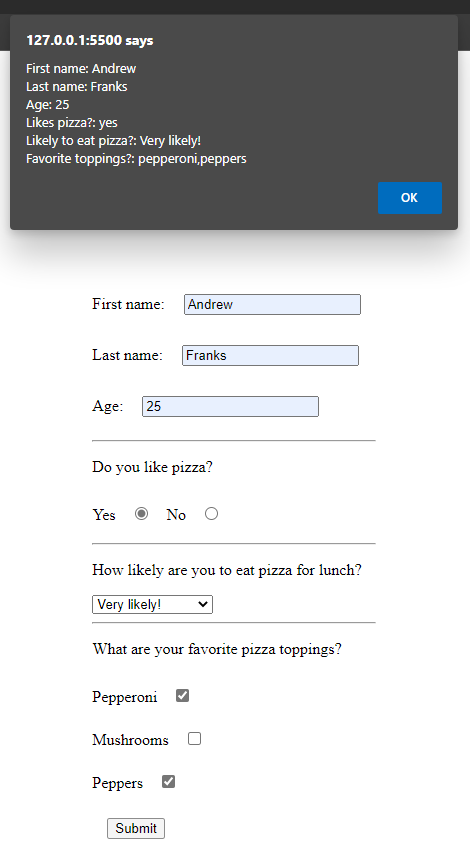 127.0.0.1:5500 says
First name: Andrew
Last name: Franks
Age: 25
Likes pizza?: yes
Likely to eat pizza?: Very likely!
Favorite toppings?: pepperoni,peppers
OK
First name: Andrew
Last name: Franks
Age: 25
Do you like pizza?
Yes No
How likely are you to eat pizza for lunch?
Very likely!
What are your favorite pizza toppings?
Pepperoni
Mushrooms
Peppers
Submit